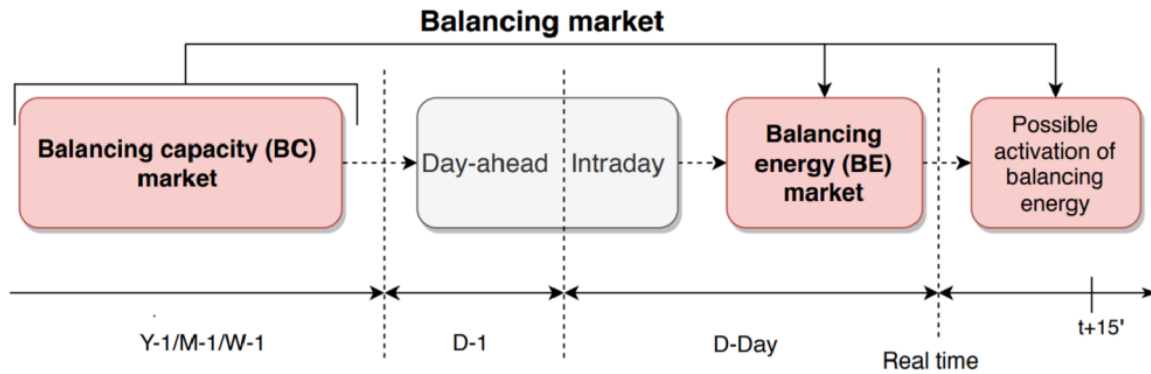 Balancing market
Balancing capacity (BC)
market
Day-ahead
Intraday
Balancing
energy (BE)
market
Possible
activation of
balancing
energy
t+15'
Y-1/M-1/W-1
D-1
D-Day
Real time